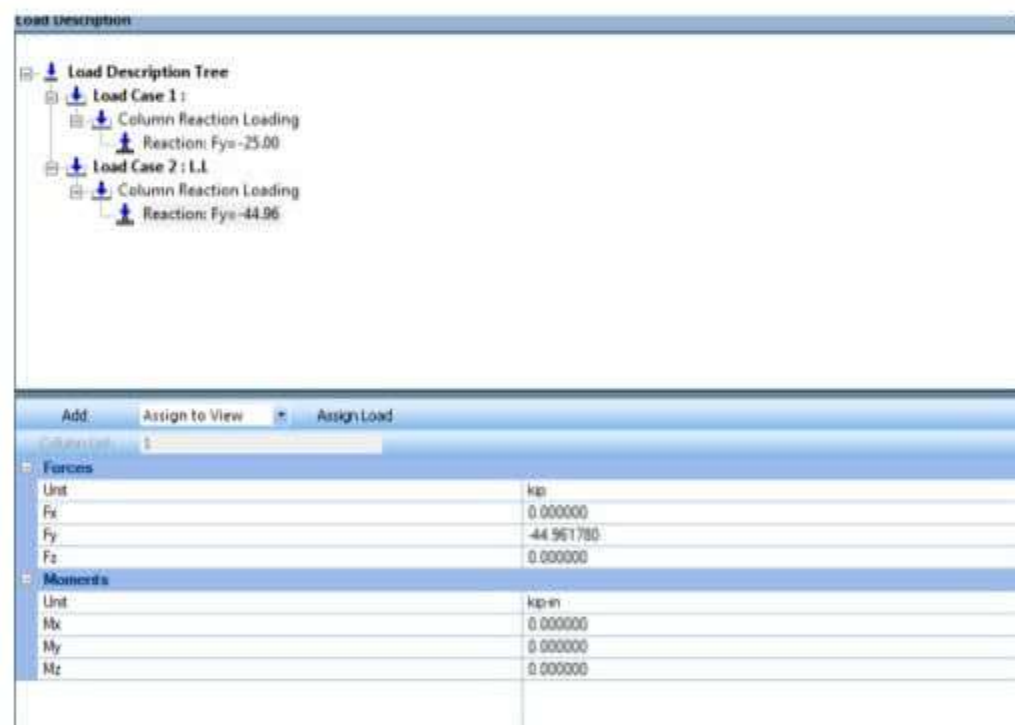 Load Description
Load Description Tree
Load Case 1 :
Column Reaction Loading
Reaction: Fy=-25.00
Load Case 2 : L.L
Column Reaction Loading
Reaction: Fy=-44.96
Add Assign to View Assign Load
1
Forces
Unit kip
Fx 0.000000
Fy -44.961780
Fz 0.000000
Moments
Unit kip-in
Mx 0.000000
My 0.000000
Mz 0.000000